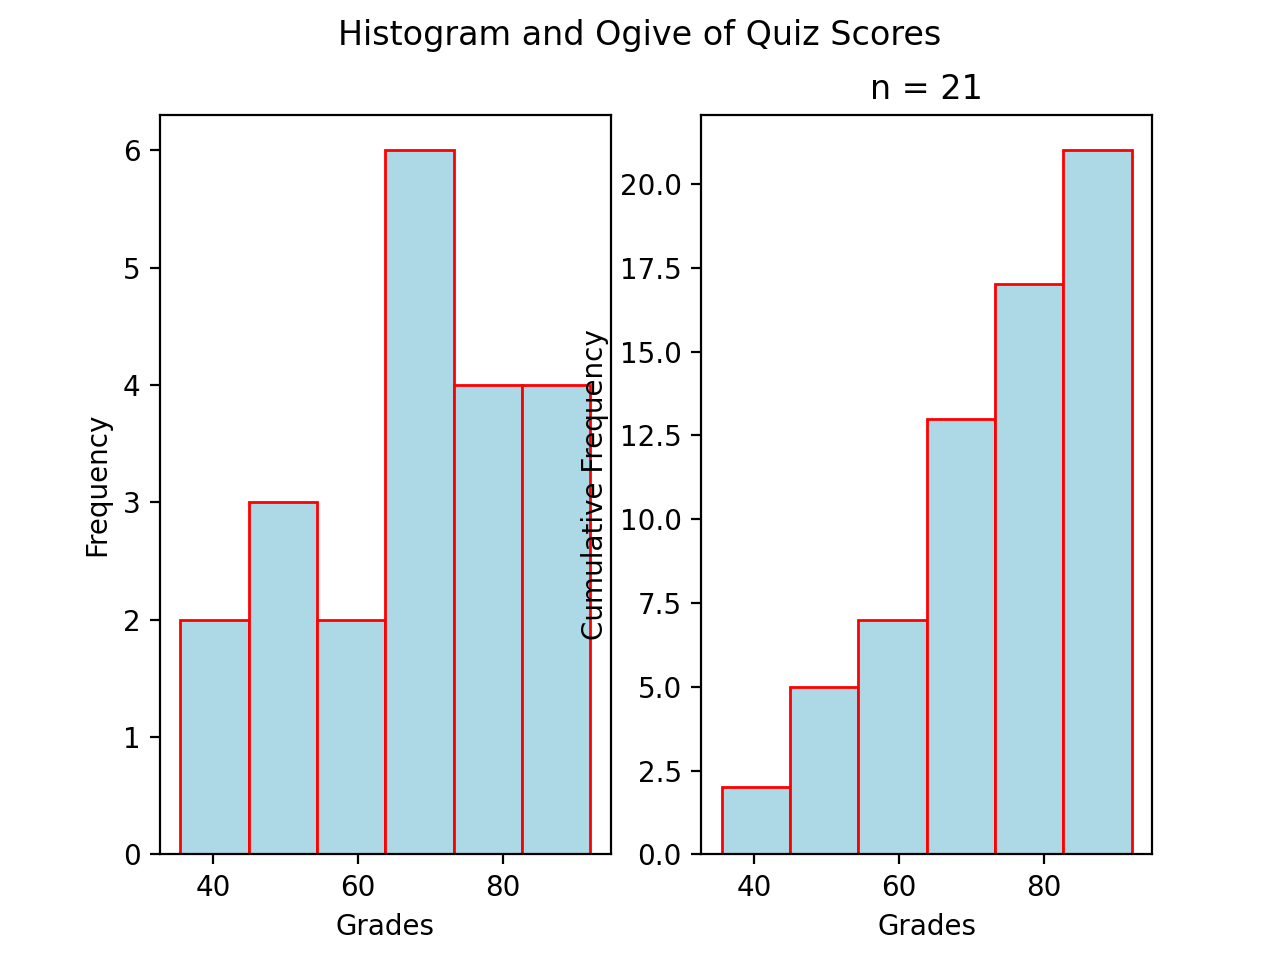 Histogram and Ogive of Quiz Scores
n = 21
6
5
4
3
2
1
0
Frequency
40 60 80
Grades
20.0
17.5
15.0
12.5
10.0
7.5
5.0
2.5
0.0
Cumulative Frequency
40 60 80
Grades